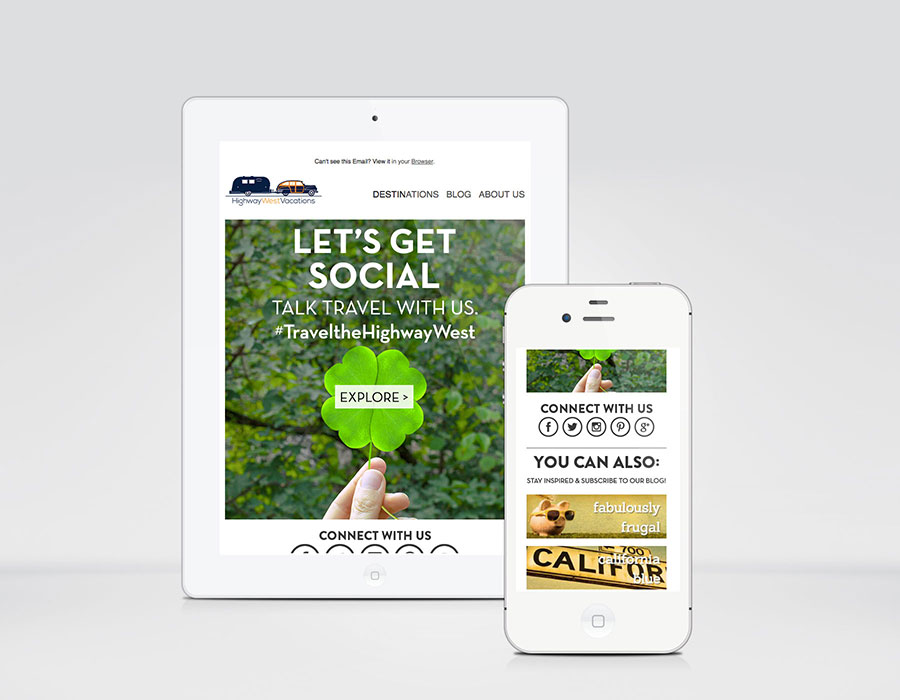 Can't see this Email? View it in your Browser.
HighwayWestVacations
DESTINATIONS BLOG ABOUT US
LET'S GET
SOCIAL
TALK TRAVEL WITH US.
#TraveltheHighwayWest
EXPLORE >
CONNECT WITH US
CONNECT WITH US
f
g+
YOU CAN ALSO:
STAY INSPIRED & SUBSCRIBE TO OUR BLOG!
fabulously
frugal
700
CALIFOR
california
blue